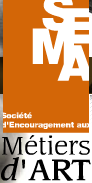 SEMA
Société
d'Encouragement aux
Métiers
d'ART